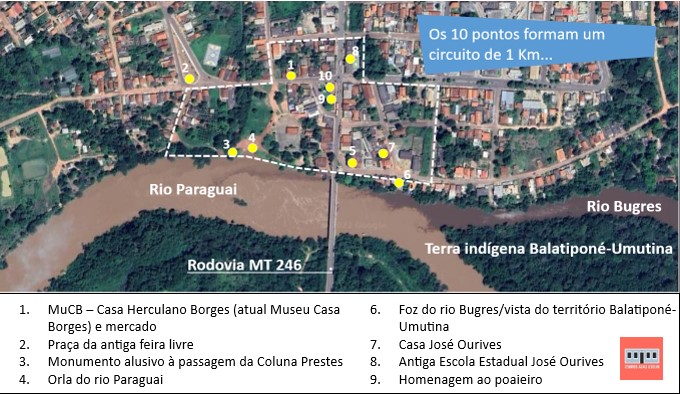 Os 10 pontos formam um
circuito de 1 Km...
8
1
2
10
9
4
3
7
5
6
Rio Paraguai
Rio Bugres
Terra indígena Balatiponé-Umutina
Rodovia MT 246
1. MuCB – Casa Herculano Borges (atual Museu Casa
Borges) e mercado
2. Praça da antiga feira livre
3. Monumento alusivo à passagem da Coluna Prestes
4. Orla do rio Paraguai
6. Foz do rio Bugres/vista do território Balatiponé-
Umutina
7. Casa José Ourives
8. Antiga Escola Estadual José Ourives
9. Homenagem ao poaieiro